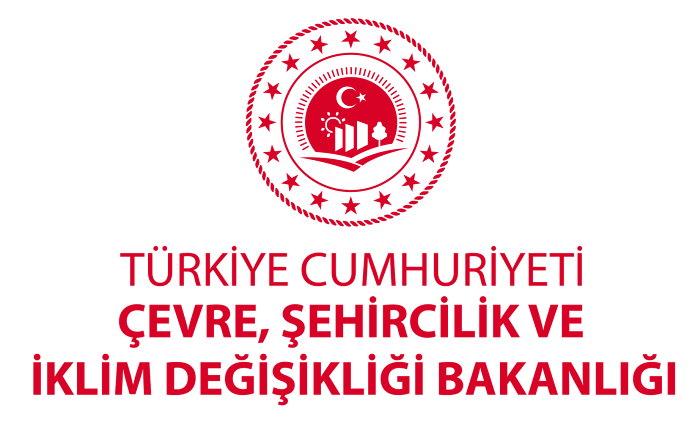 TÜRKİYE CUMHURİYETİ
ÇEVRE, ŞEHİRCİLİK VE
İKLİM DEĞİŞİKLİĞİ BAKANLIĞI